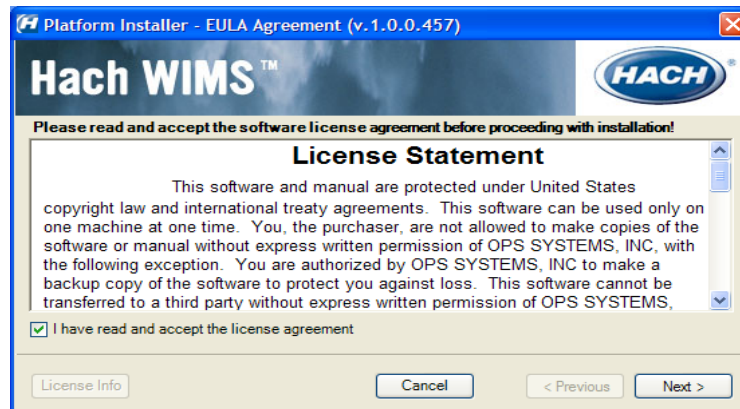 Platform Installer - EULA Agreement (v.1.0.0.457)
Hach WIMS™
HACH®
Please read and accept the software license agreement before proceeding with installation!
License Statement
This software and manual are protected under United States
copyright law and international treaty agreements. This software can be used only on
one machine at one time. You, the purchaser, are not allowed to make copies of the
software or manual without express written permission of OPS SYSTEMS, INC, with
the following exception. You are authorized by OPS SYSTEMS, INC to make a
backup copy of the software to protect you against loss. This software cannot be
transferred to a third party without express written permission of OPS SYSTEMS,
I have read and accept the license agreement
License Info
Cancel
< Previous
Next >